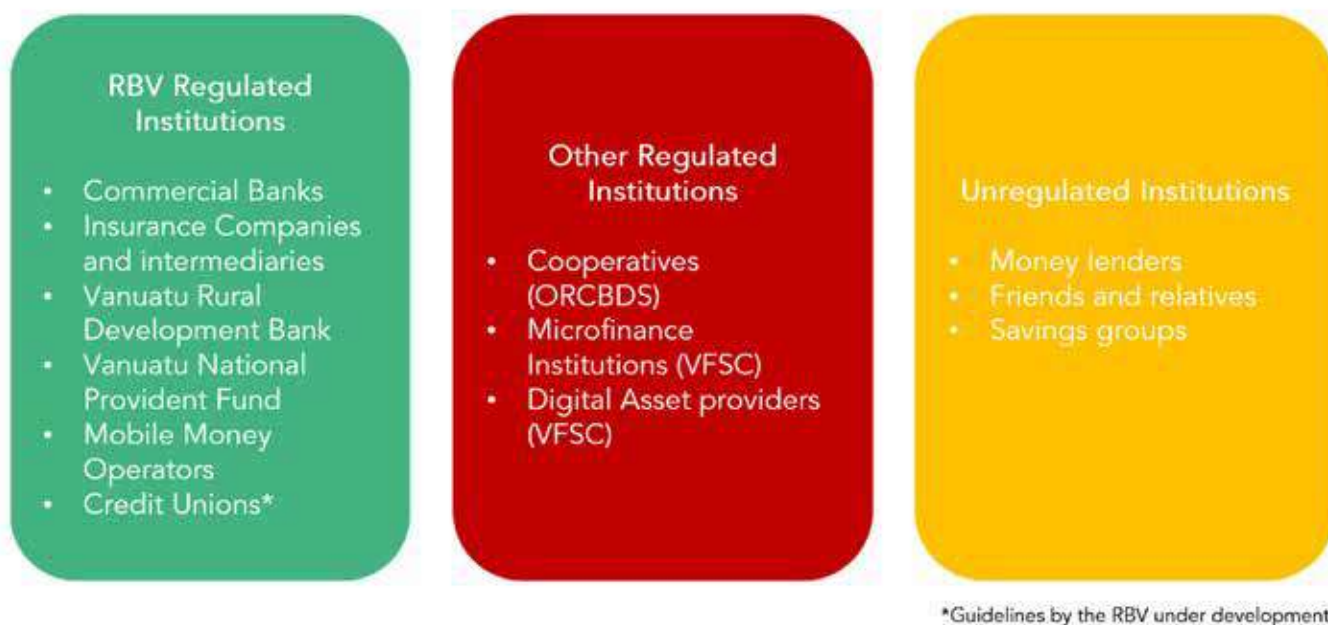 RBV Regulated
Institutions
• Commercial Banks
• Insurance Companies
and intermediaries
• Vanuatu Rural
Development Bank
• Vanuatu National
Provident Fund
• Mobile Money
Operators
• Credit Unions*
Other Regulated
Institutions
• Cooperatives
(ORCBDS)
• Microfinance
Institutions (VFSC)
• Digital Asset providers
(VFSC)
Unregulated Institutions
• Money lenders
• Friends and relatives
• Savings groups
*Guidelines by the RBV under development